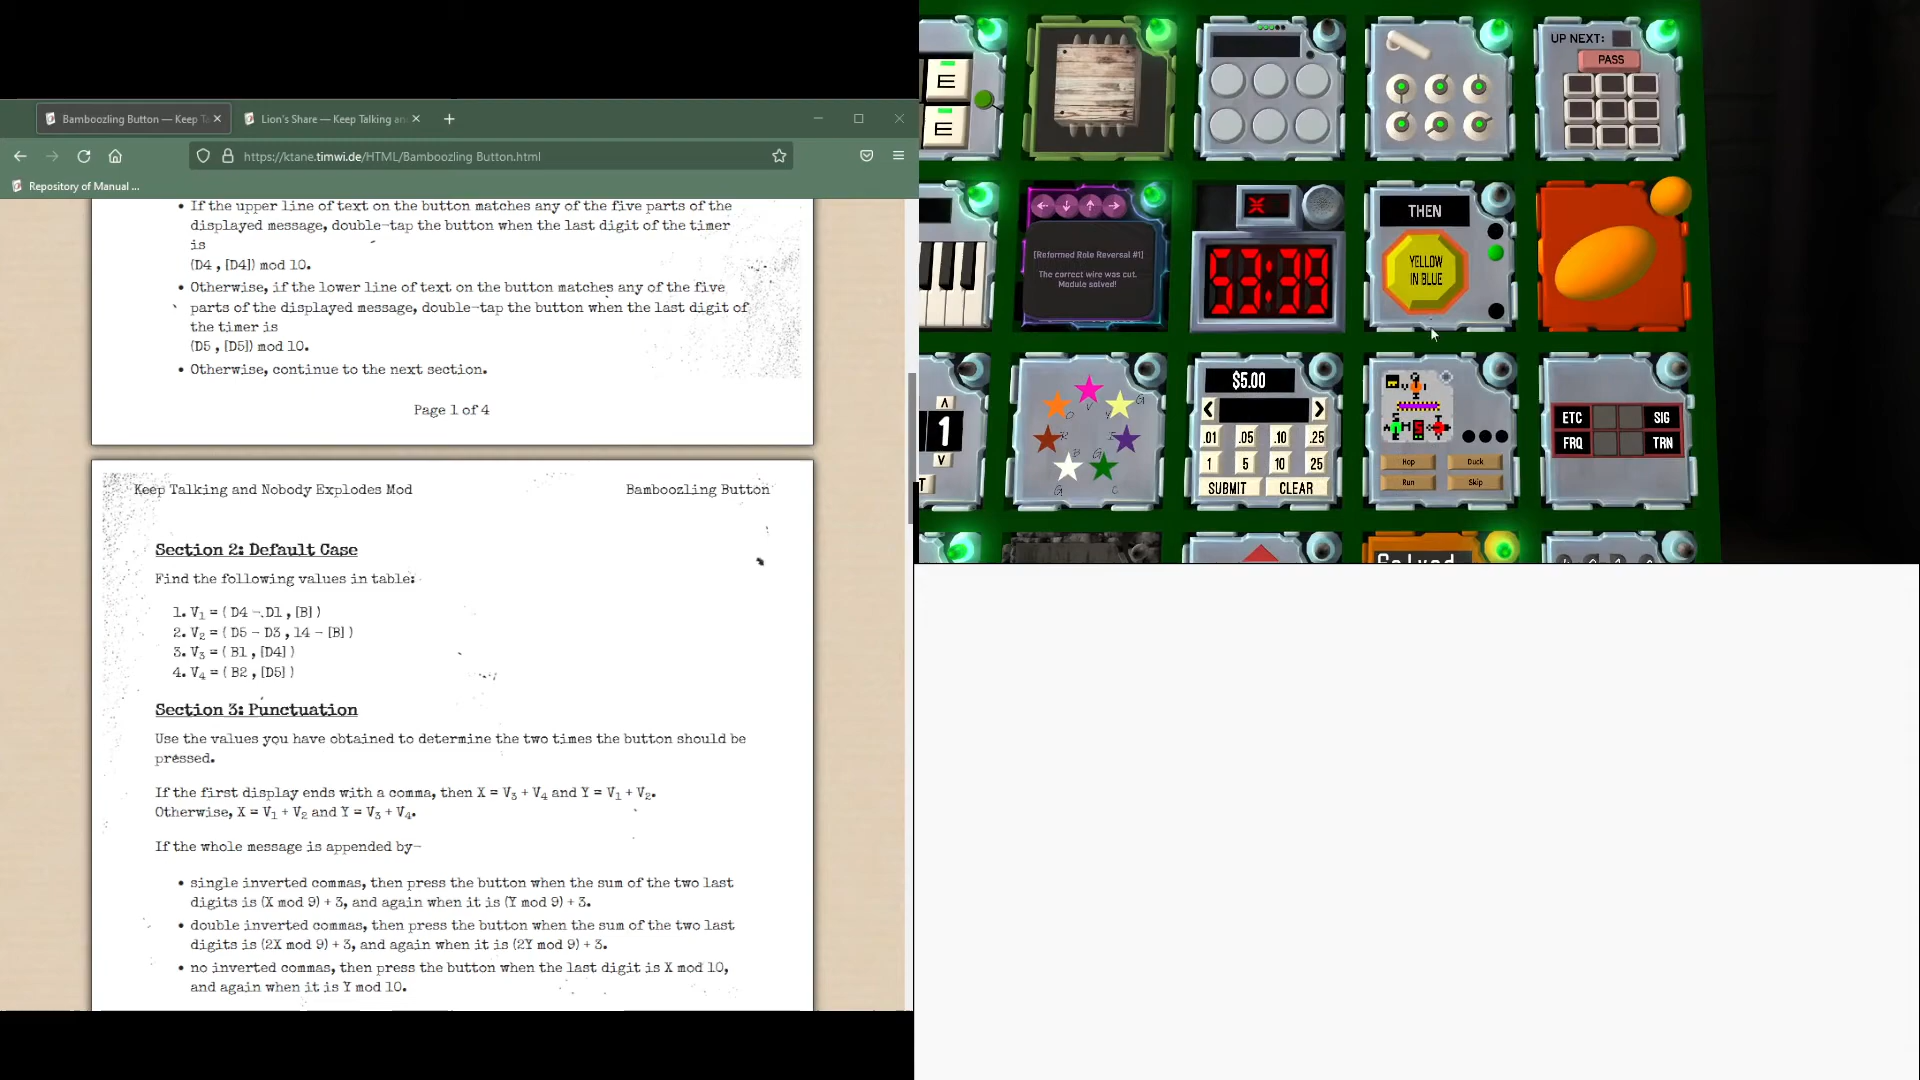 Bamboozling Button — Keep Ta
Lion's Share — Keep Talking an
https://ktane.timwi.de/HTML/Bamboozling Button.html
Repository of Manual ...
If the upper line of text on the button matches any of the five parts of the
displayed message, double-tap the button when the last digit of the timer
is
(D4 , [D4]) mod 10.
Otherwise, if the lower line of text on the button matches any of the five
parts of the displayed message, double-tap the button when the last digit of
the timer is
(D5 , [D5]) mod 10.
Otherwise, continue to the next section.
Page 1 of 4
Keep Talking and Nobody Explodes Mod
Bamboozling Button
Section 2: Default Case
Find the following values in table:
1. V1 = ( D4 - D1 , [B] )
2. V2 = ( D5 - D3 , 14 - [B] )
3. V3 = ( B1 , [D4] )
4. V4 = ( B2 , [D5] )
Section 3: Punctuation
Use the values you have obtained to determine the two times the button should be
pressed.
If the first display ends with a comma, then X = V3 + V4 and Y = V1 + V2.
Otherwise, X = V1 + V2 and Y = V3 + V4.
If the whole message is appended by-
single inverted commas, then press the button when the sum of the two last
digits is (X mod 9) + 3, and again when it is (Y mod 9) + 3.
double inverted commas, then press the button when the sum of the two last
digits is (2X mod 9) + 3, and again when it is (2Y mod 9) + 3.
no inverted commas, then press the button when the last digit is X mod 10,
and again when it is Y mod 10.
E
E
UP NEXT:
PASS
[Reformed Role Reversal #1]
The correct wire was cut.
Module solved!
X
53:39
THEN
YELLOW
IN BLUE
1
T
O V Y G
R I
B G
G C
$5.00
.01 .05 .10 .25
1 5 10 25
SUBMIT CLEAR
Hop Duck
Run Skip
ETC SIG
FRQ TRN
Solved